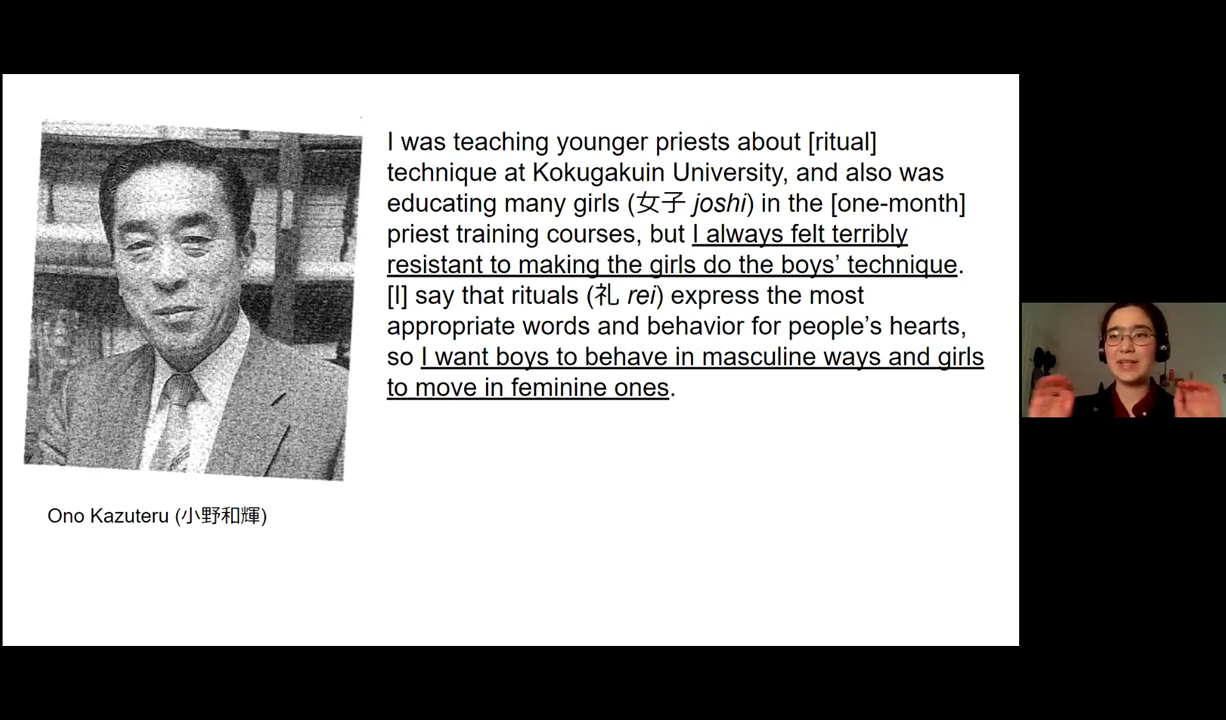 I was teaching younger priests about [ritual]
technique at Kokugakuin University, and also was
educating many girls (女子 joshi) in the [one-month]
priest training courses, but I always felt terribly
resistant to making the girls do the boys’ technique.
[I] say that rituals (礼 rei) express the most
appropriate words and behavior for people’s hearts,
so I want boys to behave in masculine ways and girls
to move in feminine ones.
Ono Kazuteru (小野和輝)